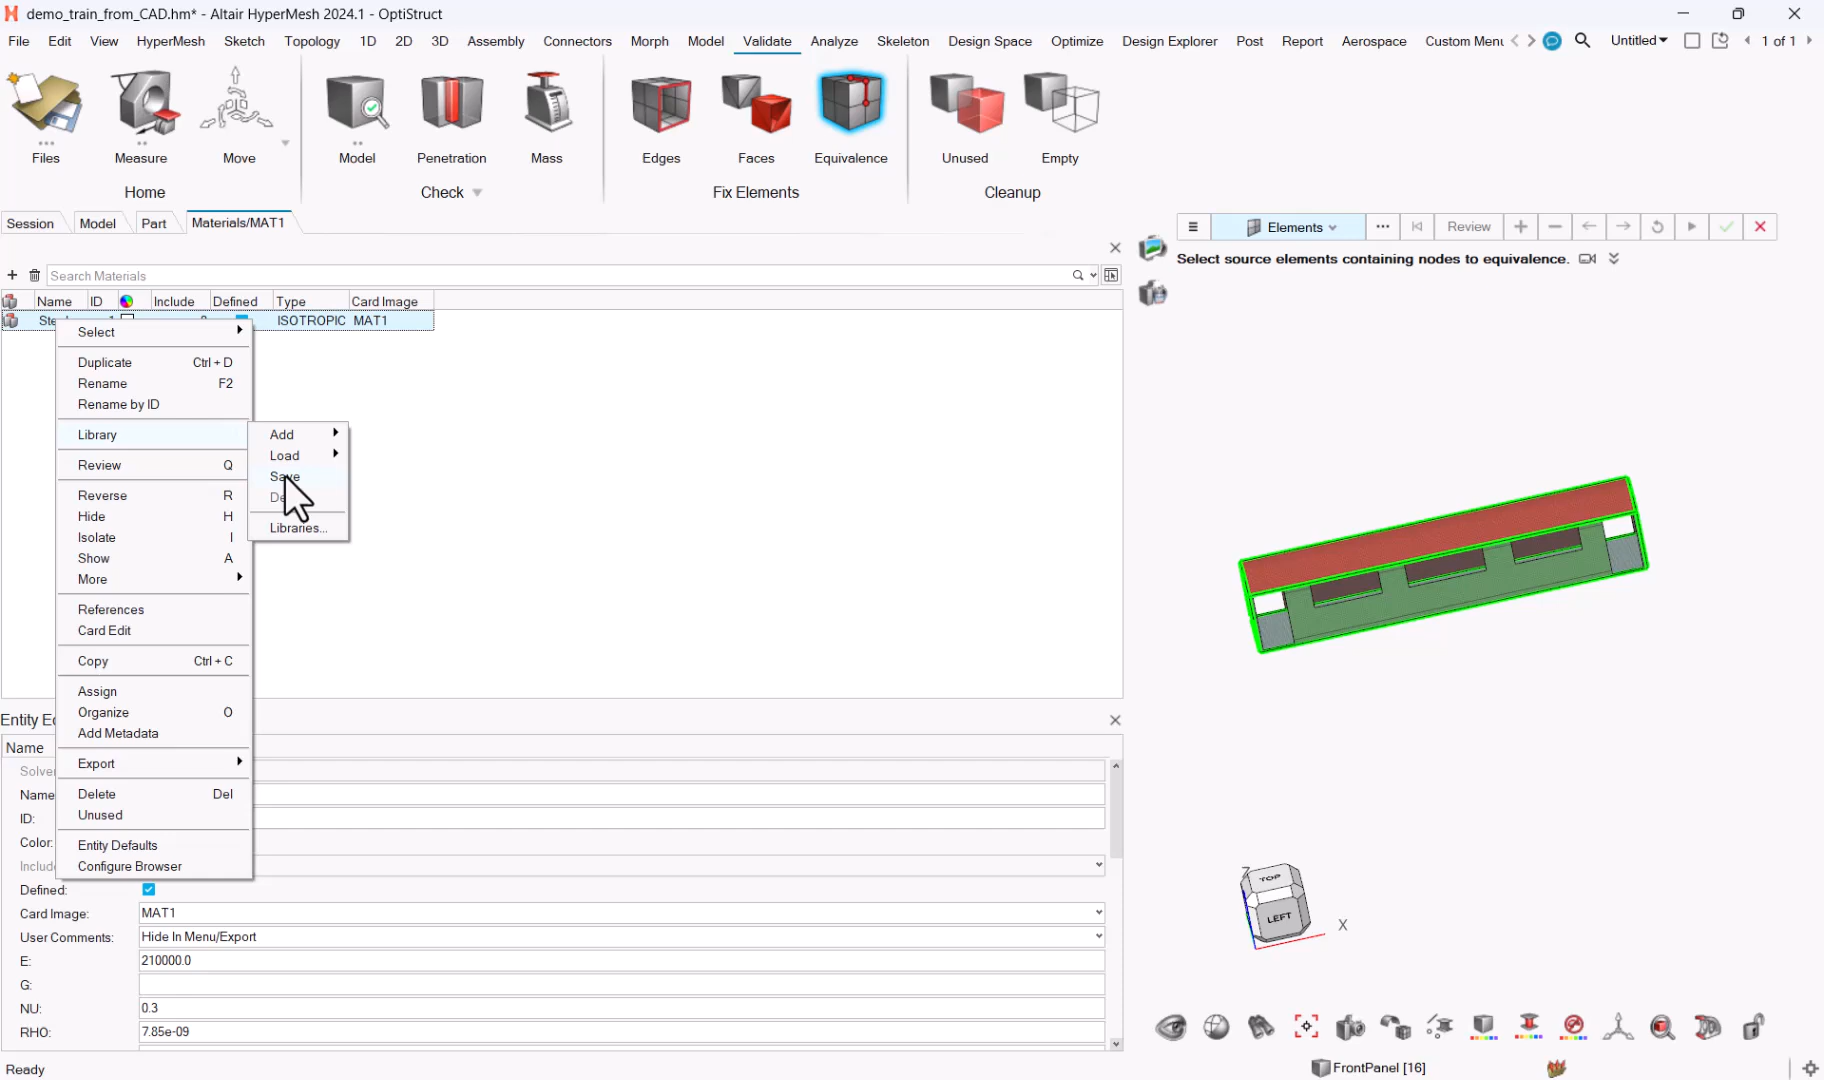 demo_train_from_CAD.hm* - Altair HyperMesh 2024.1 - OptiStruct
File Edit View HyperMesh Sketch Topology 1D 2D 3D Assembly Connectors Morph Model Validate Analyze Skeleton Design Space Optimize Design Explorer Post Report Aerospace Custom Menu Untitled 1 of 1
Files Measure Move Model Penetration Mass Edges Faces Equivalence Unused Empty
Home Check Fix Elements Cleanup
Session Model Part Materials/MAT1
Elements Review
Select source elements containing nodes to equivalence.
Search Materials
Name ID Include Defined Type Card Image
ISOTROPIC MAT1
Select
Duplicate Ctrl + D
Rename F2
Rename by ID
Library
Review Q
Reverse R
Hide H
Isolate I
Show A
More
References
Card Edit
Copy Ctrl + C
Assign
Organize O
Add Metadata
Export
Delete Del
Unused
Entity Defaults
Configure Browser
Add
Load
Save
Libraries...
Name
Name
ID:
Color:
Defined:
Card Image: MAT1
User Comments: Hide In Menu/Export
E: 210000.0
G:
NU: 0.3
RHO: 7.85e-09
Z
TOP
LEFT
X
Ready
FrontPanel [16]